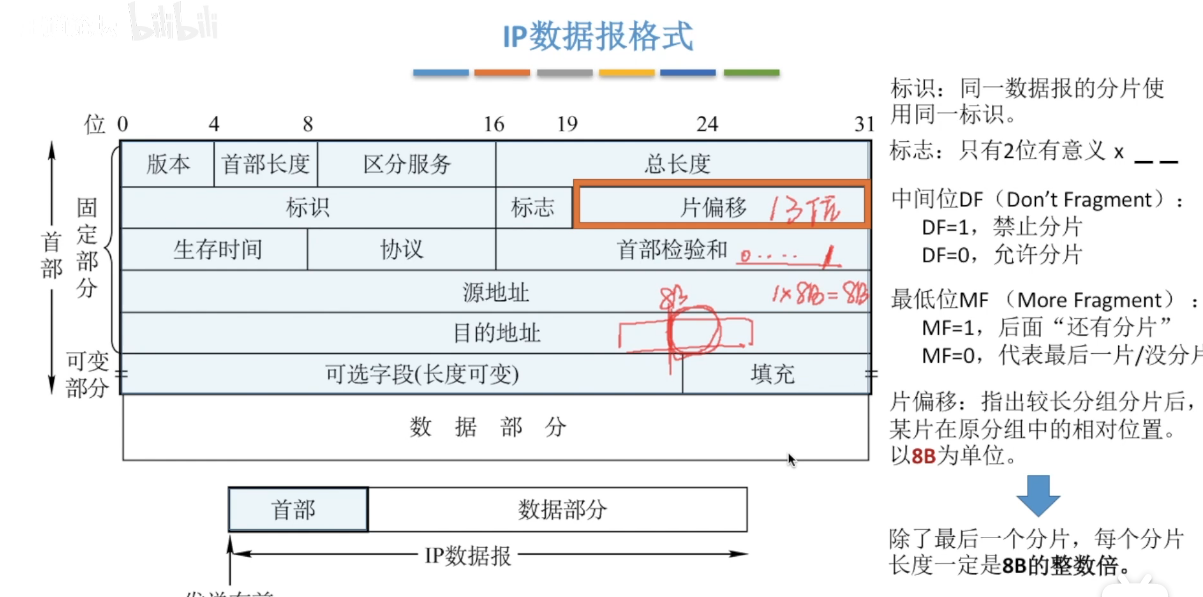 bilibili
IP数据报格式
位 0 4 8 16 19 24 31
版本 首部长度 区分服务 总长度
标识 标志 片偏移 13位
生存时间 协议 首部检验和 0....1
源地址 8B 1×8B=8B
目的地址
可选字段(长度可变) 填充
数据部分
首部
固定部分
可变部分
首部 数据部分
IP数据报
标识：同一数据报的分片使
用同一标识。
标志：只有2位有意义 x _ _
中间位DF（Don't Fragment）：
DF=1，禁止分片
DF=0，允许分片
最低位MF （More Fragment）：
MF=1，后面“还有分片”
MF=0，代表最后一片/没分片
片偏移：指出较长分组分片后，
某片在原分组中的相对位置。
以8B为单位。
除了最后一个分片，每个分片
长度一定是8B的整数倍。